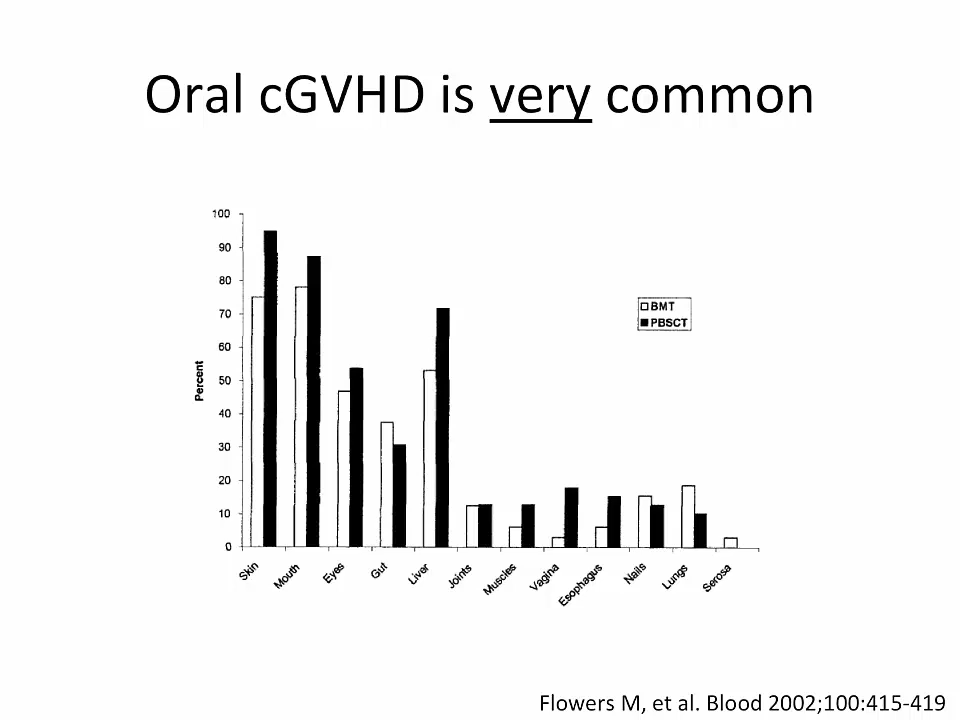 Oral cGVHD is very common
100
90
80
70
60
50
40
30
20
10
0
Percent
BMT
PBSCT
Skin
Mouth
Eyes
Gut
Liver
Joints
Muscles
Vagina
Esophagus
Nails
Lungs
Serosa
Flowers M, et al. Blood 2002;100:415-419